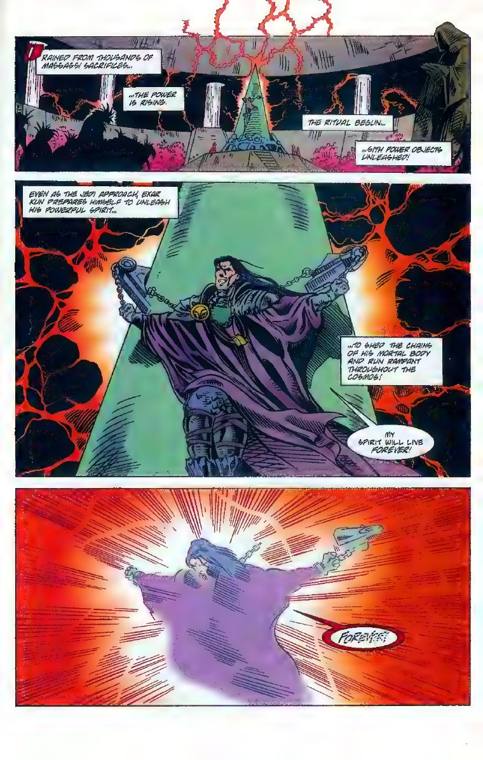 DRAINED FROM THOUSANDS OF
MASSASSI SACRIFICES...
...THE POWER
IS RISING.
THE RITUAL BEGUN...
...SITH POWER OBJECTS
UNLEASHED!
EVEN AS THE JEDI APPROACH, EXAR
KUN PREPARES HIMSELF TO UNLEASH
HIS POWERFUL SPIRIT...
...TO SHED THE CHAINS
OF HIS MORTAL BODY
AND RUN RAMPANT
THROUGHOUT THE
COSMOS!
MY
SPIRIT WILL LIVE
FOREVER!
FOREVER!